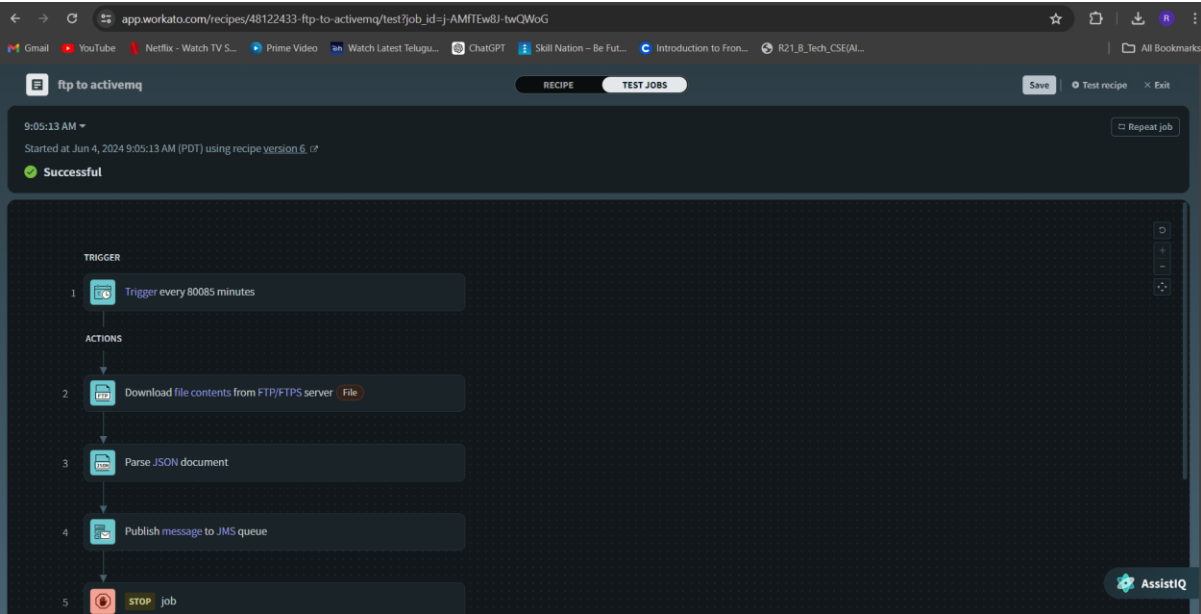 app.workato.com/recipes/48122433-ftp-to-activemq/test?job_id=j-AMfTEw8J-twQWoG
R
Gmail YouTube Netflix - Watch TV S... Prime Video Watch Latest Telugu... ChatGPT Skill Nation – Be Fut... Introduction to Fron... R21_B_Tech_CSE(AI... All Bookmarks
ftp to activemq RECIPE TEST JOBS Save Test recipe Exit
9:05:13 AM Repeat job
Started at Jun 4, 2024 9:05:13 AM (PDT) using recipe version 6
Successful
TRIGGER
1 Trigger every 80085 minutes
ACTIONS
2 FTP Download file contents from FTP/FTPS server File
3 JSON Parse JSON document
4 Publish message to JMS queue
5 STOP job
AssistIQ